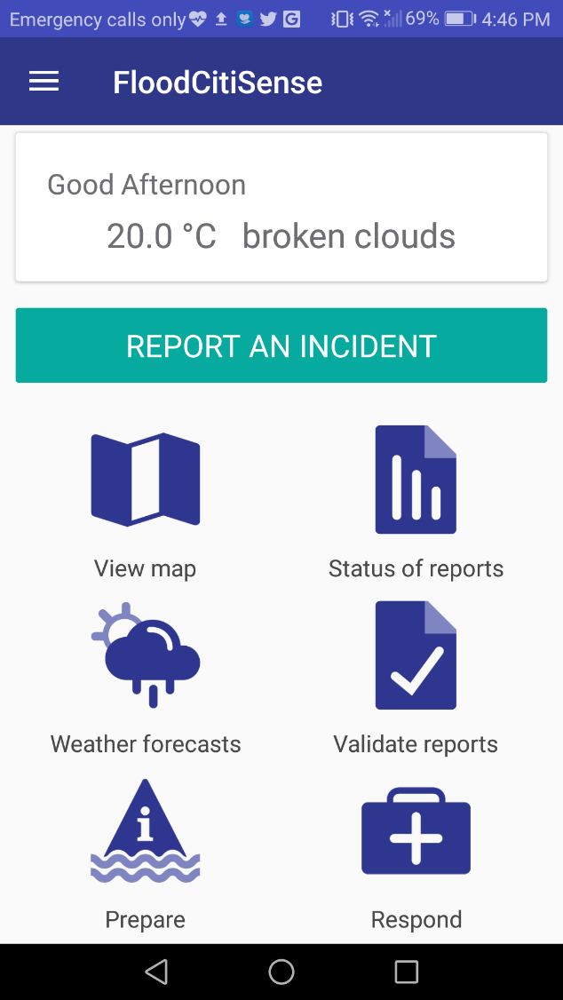 Emergency calls only 69% 4:46 PM
FloodCitiSense
Good Afternoon
20.0 °C broken clouds
REPORT AN INCIDENT
View map
Status of reports
Weather forecasts
Validate reports
Prepare
Respond